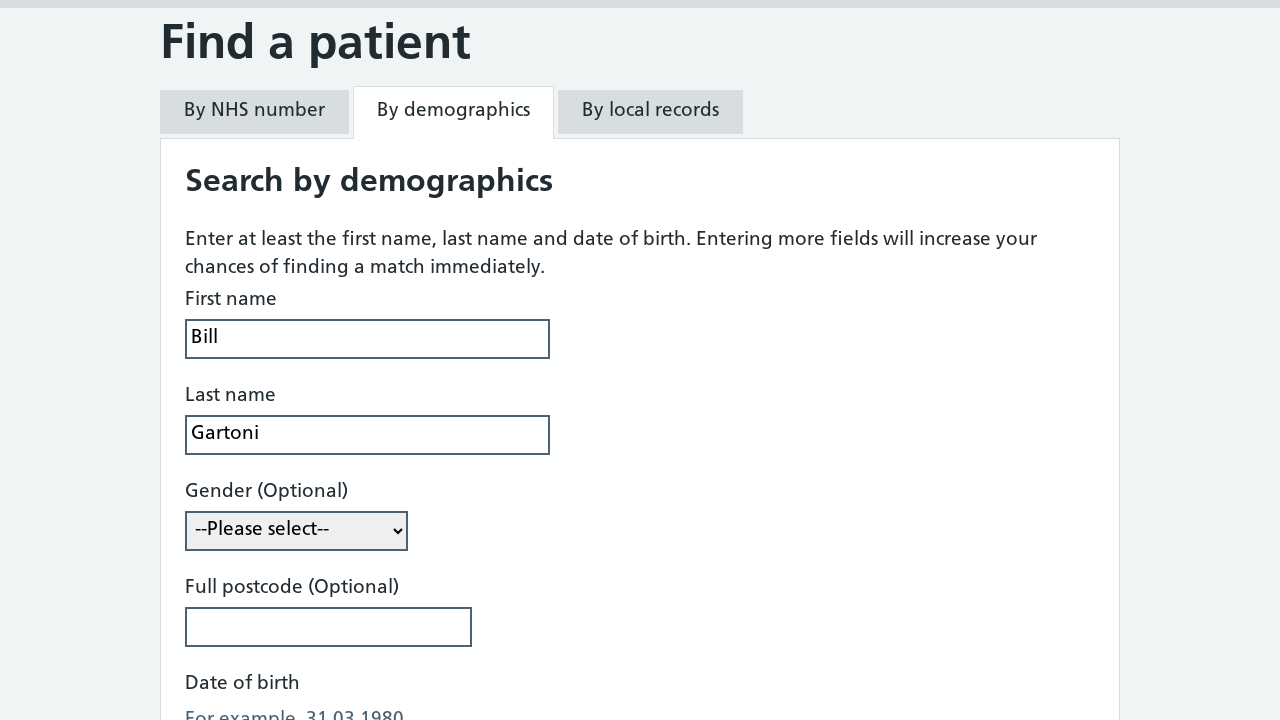 Find a patient
By NHS number
By demographics
By local records
Search by demographics
Enter at least the first name, last name and date of birth. Entering more fields will increase your
chances of finding a match immediately.
First name
Bill
Last name
Gartoni
Gender (Optional)
--Please select--
Full postcode (Optional)
Date of birth
For example, 31 03 1980